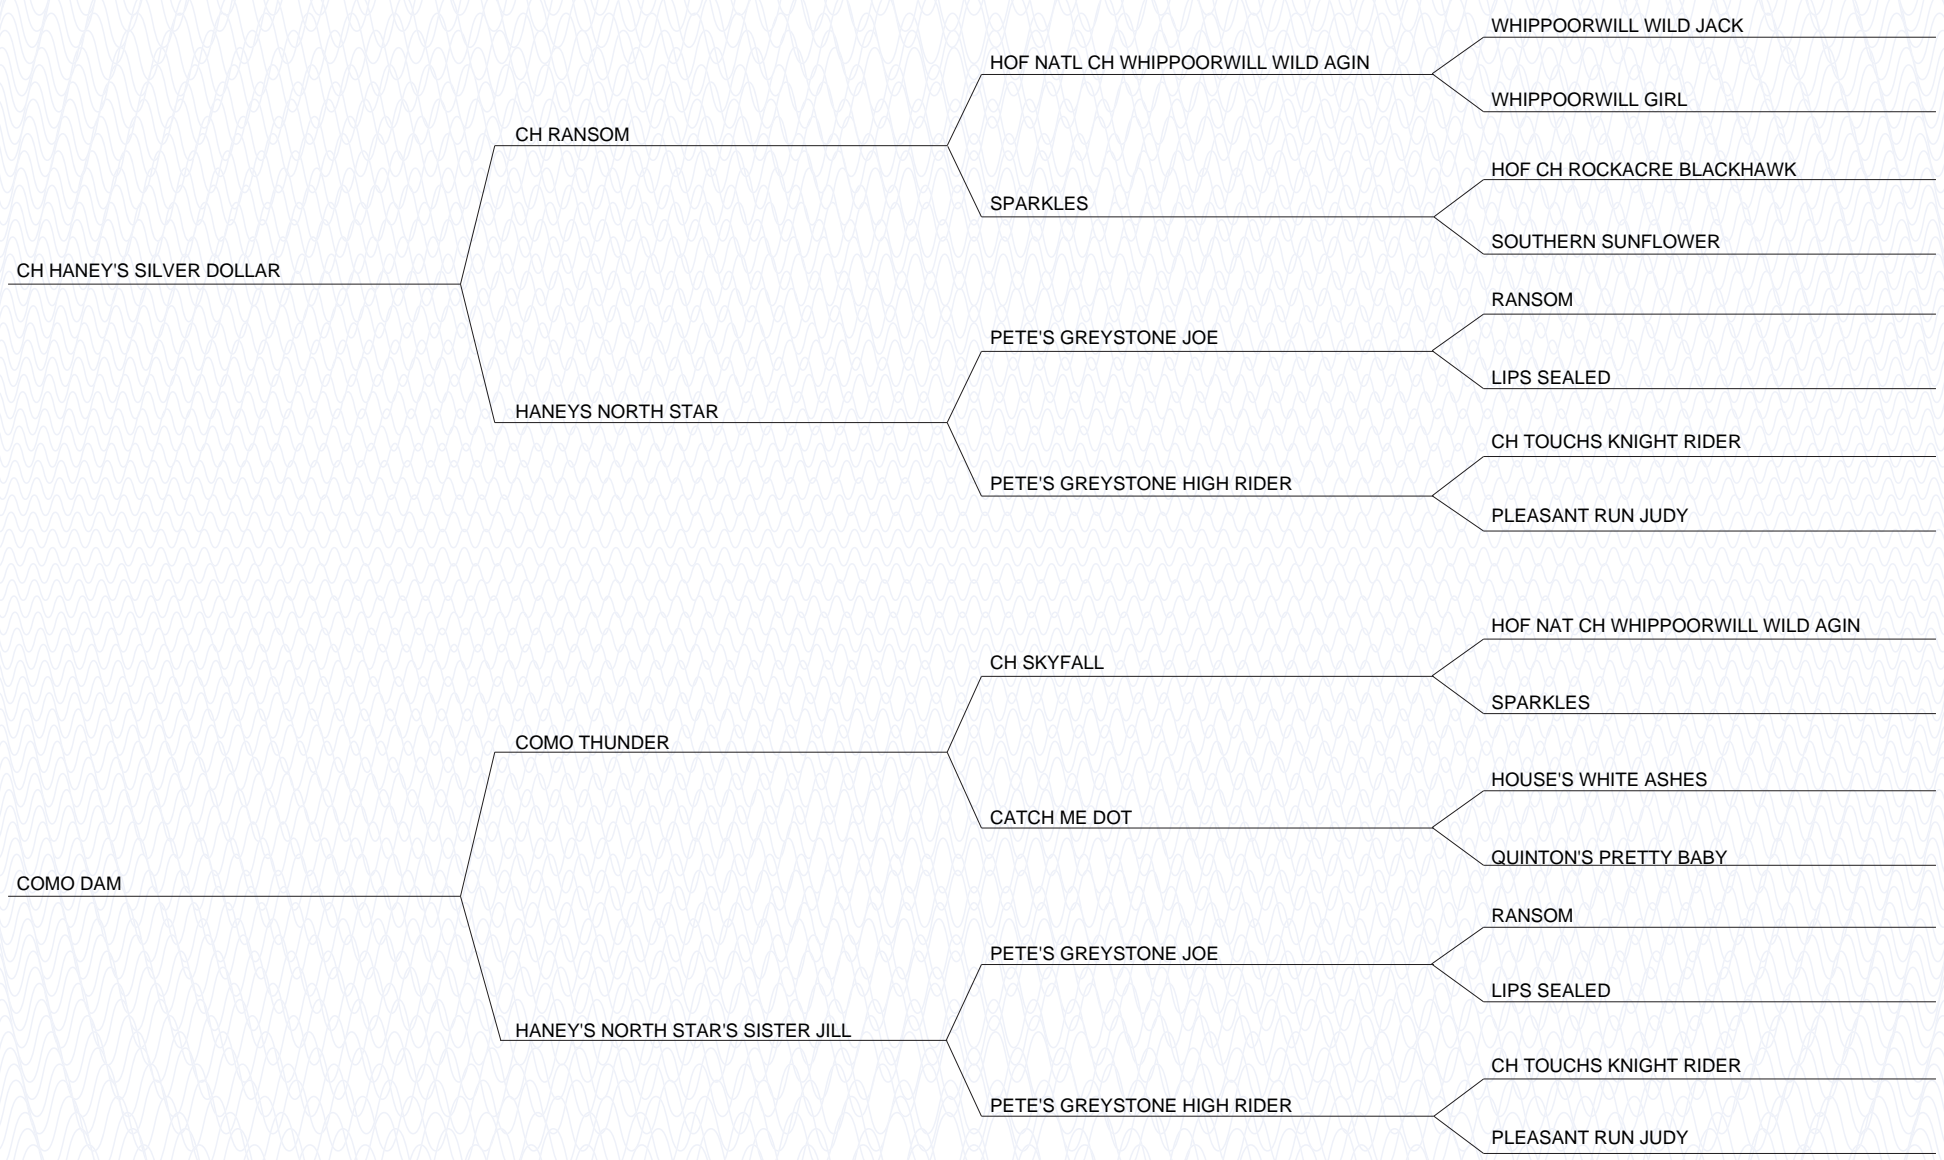 WHIPPOORWILL WILD JACK
HOF NATL CH WHIPPOORWILL WILD AGIN
WHIPPOORWILL GIRL
CH RANSOM
HOF CH ROCKACRE BLACKHAWK
SPARKLES
SOUTHERN SUNFLOWER
CH HANEY'S SILVER DOLLAR
RANSOM
PETE'S GREYSTONE JOE
LIPS SEALED
HANEYS NORTH STAR
CH TOUCHS KNIGHT RIDER
PETE'S GREYSTONE HIGH RIDER
PLEASANT RUN JUDY
HOF NAT CH WHIPPOORWILL WILD AGIN
CH SKYFALL
SPARKLES
COMO THUNDER
HOUSE'S WHITE ASHES
CATCH ME DOT
QUINTON'S PRETTY BABY
COMO DAM
RANSOM
PETE'S GREYSTONE JOE
LIPS SEALED
HANEY'S NORTH STAR'S SISTER JILL
CH TOUCHS KNIGHT RIDER
PETE'S GREYSTONE HIGH RIDER
PLEASANT RUN JUDY